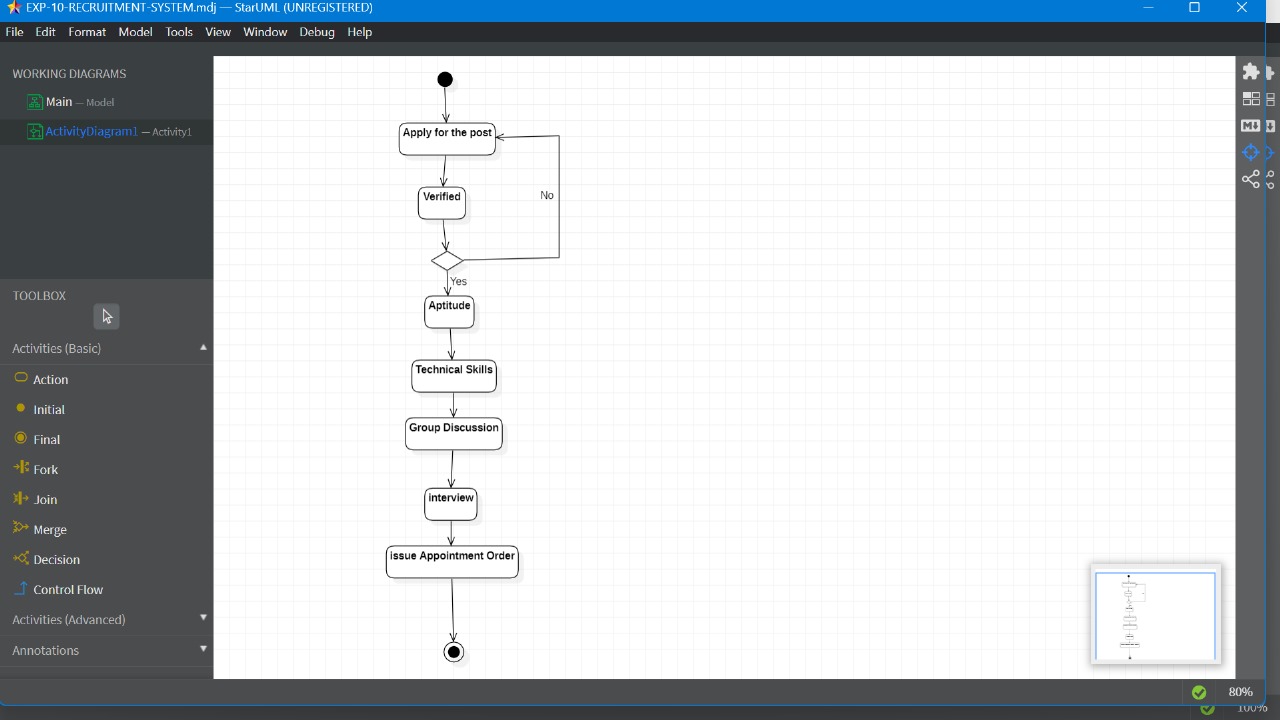 EXP-10-RECRUITMENT-SYSTEM.mdj — StarUML (UNREGISTERED)
File Edit Format Model Tools View Window Debug Help
WORKING DIAGRAMS
Main — Model
ActivityDiagram1 — Activity1
TOOLBOX
Activities (Basic)
Action
Initial
Final
Fork
Join
Merge
Decision
Control Flow
Activities (Advanced)
Annotations
Apply for the post
Verified
No
Yes
Aptitude
Technical Skills
Group Discussion
interview
issue Appointment Order
M
80%
100%